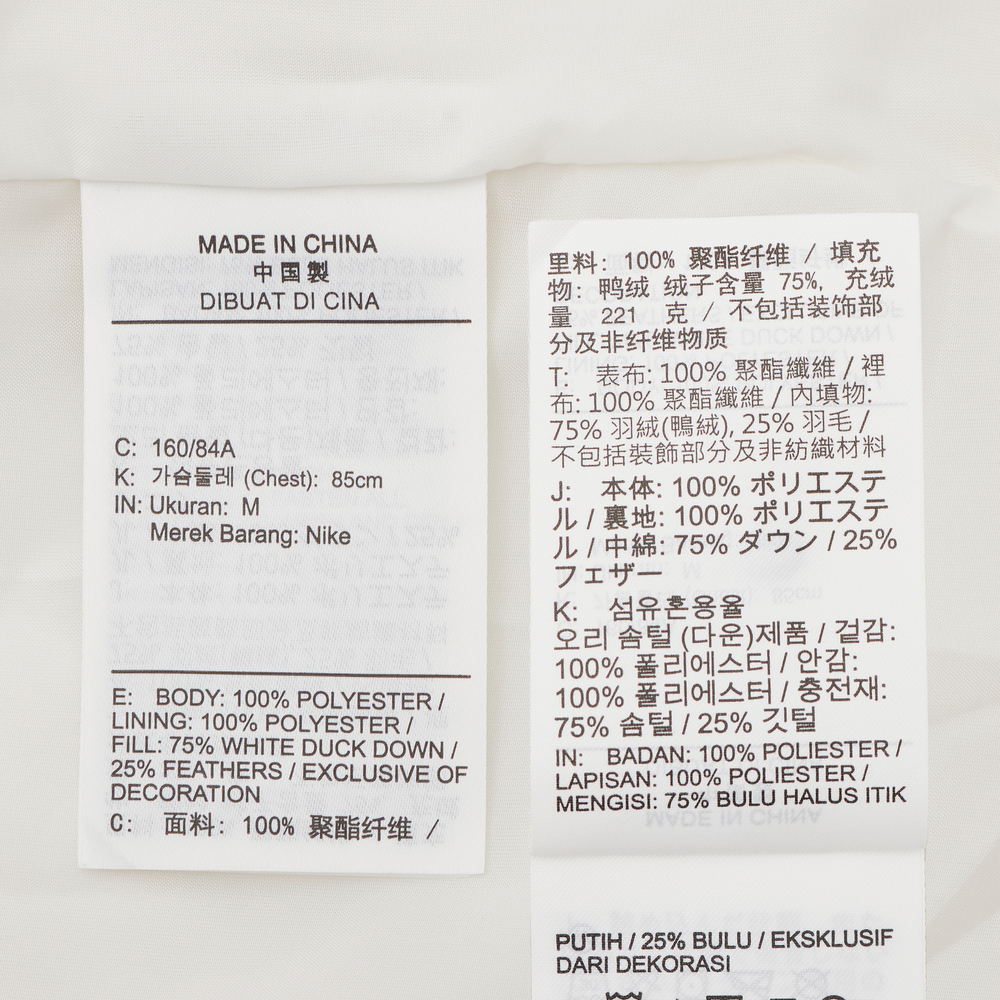 MADE IN CHINA
中国製
DIBUAT DI CINA
C: 160/84A
K: 가슴둘레 (Chest): 85cm
IN: Ukuran: M
Merek Barang: Nike
E: BODY: 100% POLYESTER /
LINING: 100% POLYESTER /
FILL: 75% WHITE DUCK DOWN /
25% FEATHERS / EXCLUSIVE OF
DECORATION
C: 面料: 100% 聚酯纤维 /
里料: 100% 聚酯纤维 / 填充
物: 鸭绒 绒子含量 75%, 充绒
量 221 克 / 不包括装饰部
分及非纤维物质
T: 表布: 100% 聚酯纖維 / 裡
布: 100% 聚酯纖維 / 內填物:
75% 羽絨(鴨絨), 25% 羽毛 /
不包括裝飾部分及非紡織材料
J: 本体: 100% ポリエステ
ル / 裏地: 100% ポリエステ
ル / 中綿: 75% ダウン / 25%
フェザー
K: 섬유혼용율
오리 솜털 (다운)제품 / 겉감:
100% 폴리에스터 / 안감:
100% 폴리에스터 / 충전재:
75% 솜털 / 25% 깃털
IN: BADAN: 100% POLIESTER /
LAPISAN: 100% POLIESTER /
MENGISI: 75% BULU HALUS ITIK
PUTIH / 25% BULU / EKSKLUSIF
DARI DEKORASI